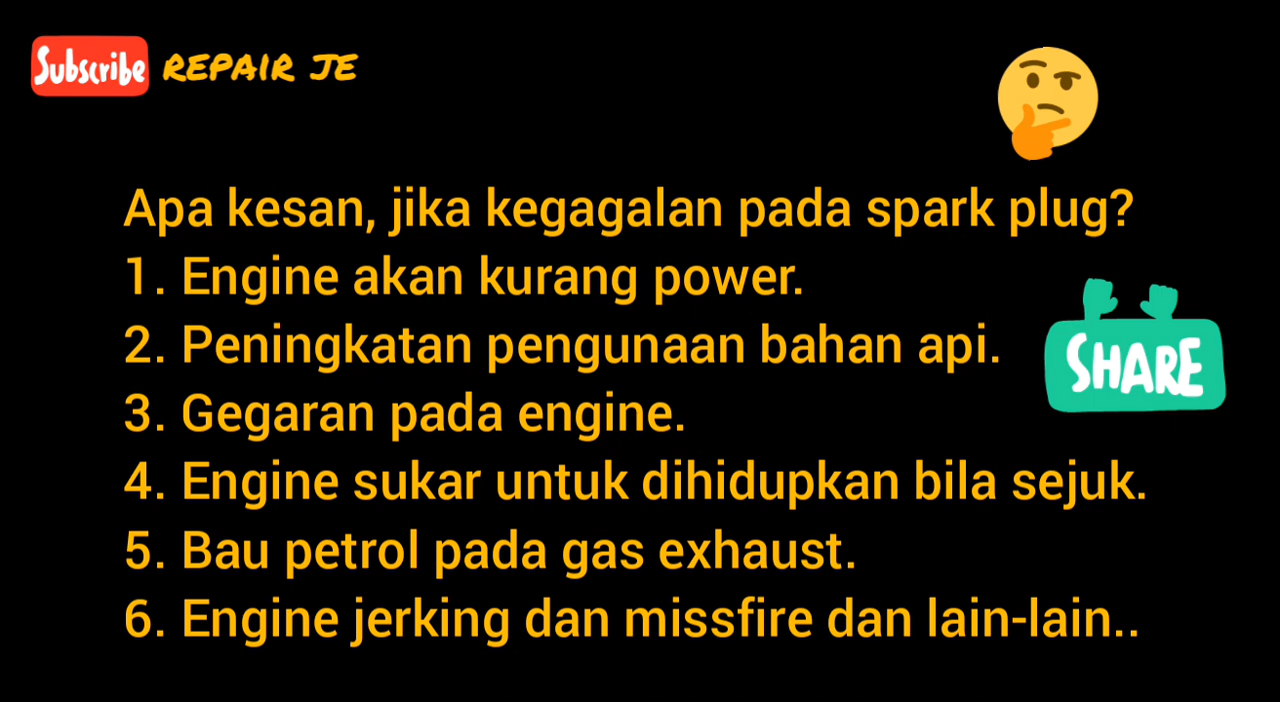 Subscribe REPAIR JE
Apa kesan, jika kegagalan pada spark plug?
1. Engine akan kurang power.
2. Peningkatan pengunaan bahan api.
SHARE
3. Gegaran pada engine.
4. Engine sukar untuk dihidupkan bila sejuk.
5. Bau petrol pada gas exhaust.
6. Engine jerking dan missfire dan lain-lain..